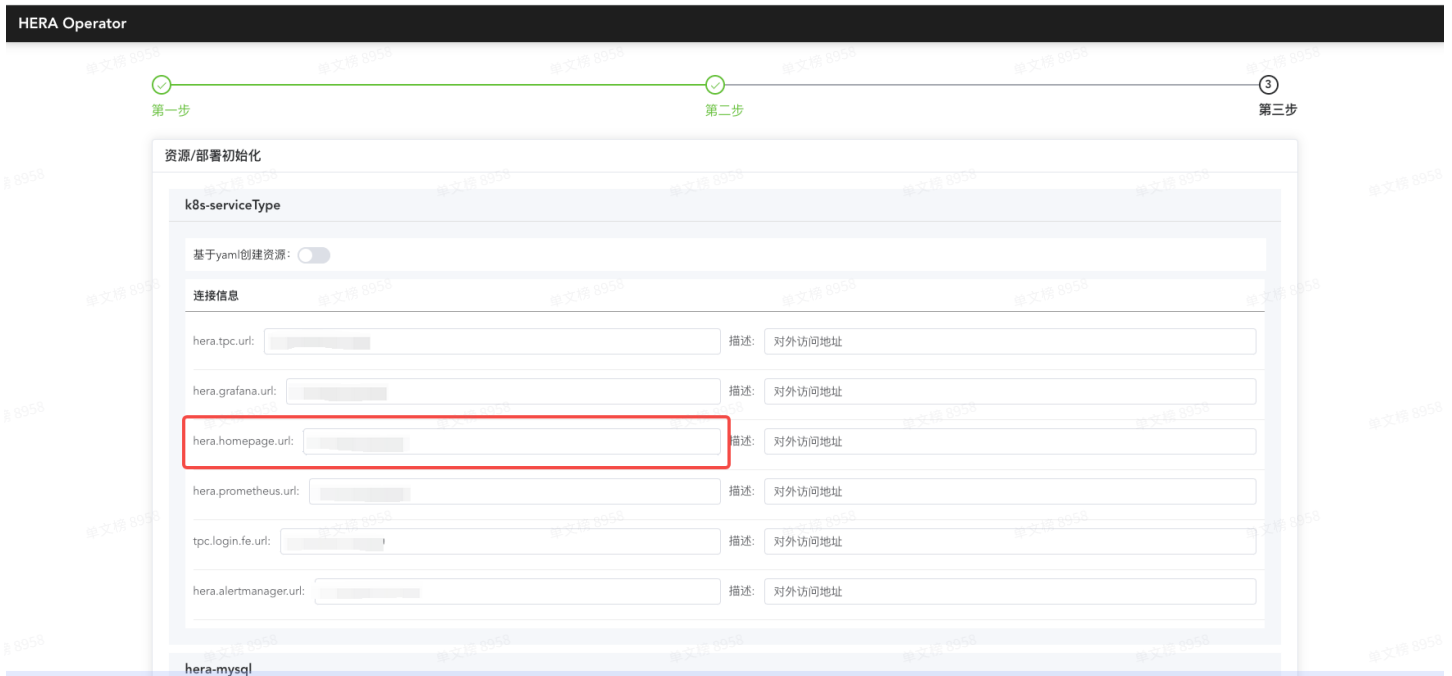 HERA Operator
3
第一步
第二步
第三步
资源/部署初始化
k8s-serviceType
基于yaml创建资源：
连接信息
hera.tpc.url: 描述: 对外访问地址
hera.grafana.url: 描述: 对外访问地址
hera.homepage.url: 描述: 对外访问地址
hera.prometheus.url: 描述: 对外访问地址
tpc.login.fe.url: 描述: 对外访问地址
hera.alertmanager.url: 描述: 对外访问地址
hera-mysql
单文榜 8958